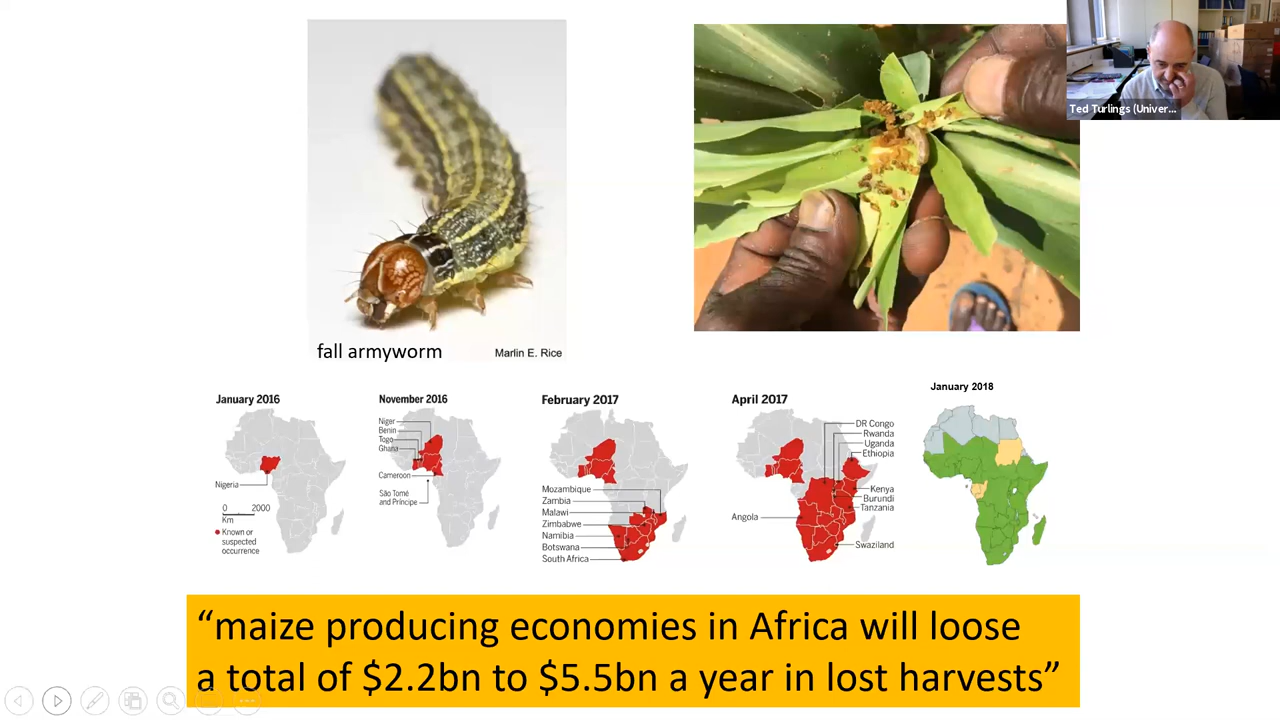 Ted Turlings (Univer...
fall armyworm
Marlin E. Rice
January 2016
Nigeria
0 2000
Km
Known or
suspected
occurrence
November 2016
Niger
Benin
Togo
Ghana
Cameroon
São Tomé
and Príncipe
February 2017
Mozambique
Zambia
Malawi
Zimbabwe
Namibia
Botswana
South Africa
April 2017
DR Congo
Rwanda
Uganda
Ethiopia
Kenya
Burundi
Tanzania
Angola
Swaziland
January 2018
“maize producing economies in Africa will loose
a total of $2.2bn to $5.5bn a year in lost harvests”